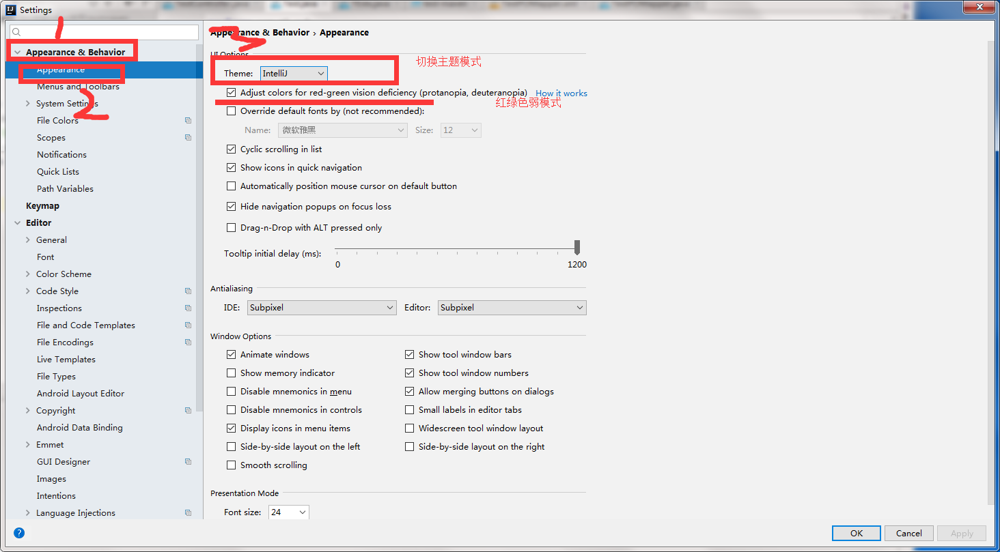 Settings
1
Appearance & Behavior
Appearance
2
Menus and Toolbars
System Settings
File Colors
Scopes
Notifications
Quick Lists
Path Variables
Keymap
Editor
General
Font
Color Scheme
Code Style
Inspections
File and Code Templates
File Encodings
Live Templates
File Types
Android Layout Editor
Copyright
Android Data Binding
Emmet
GUI Designer
Images
Intentions
Language Injections
3
Appearance & Behavior › Appearance
UI Options
切换主题模式
Theme: IntelliJ
Adjust colors for red-green vision deficiency (protanopia, deuteranopia) How it works
红绿色弱模式
Override default fonts by (not recommended):
Name: 微软雅黑 Size: 12
Cyclic scrolling in list
Show icons in quick navigation
Automatically position mouse cursor on default button
Hide navigation popups on focus loss
Drag-n-Drop with ALT pressed only
Tooltip initial delay (ms):
0 1200
Antialiasing
IDE: Subpixel Editor: Subpixel
Window Options
Animate windows Show tool window bars
Show memory indicator Show tool window numbers
Disable mnemonics in menu Allow merging buttons on dialogs
Disable mnemonics in controls Small labels in editor tabs
Display icons in menu items Widescreen tool window layout
Side-by-side layout on the left Side-by-side layout on the right
Smooth scrolling
Presentation Mode
Font size: 24
? OK Cancel Apply